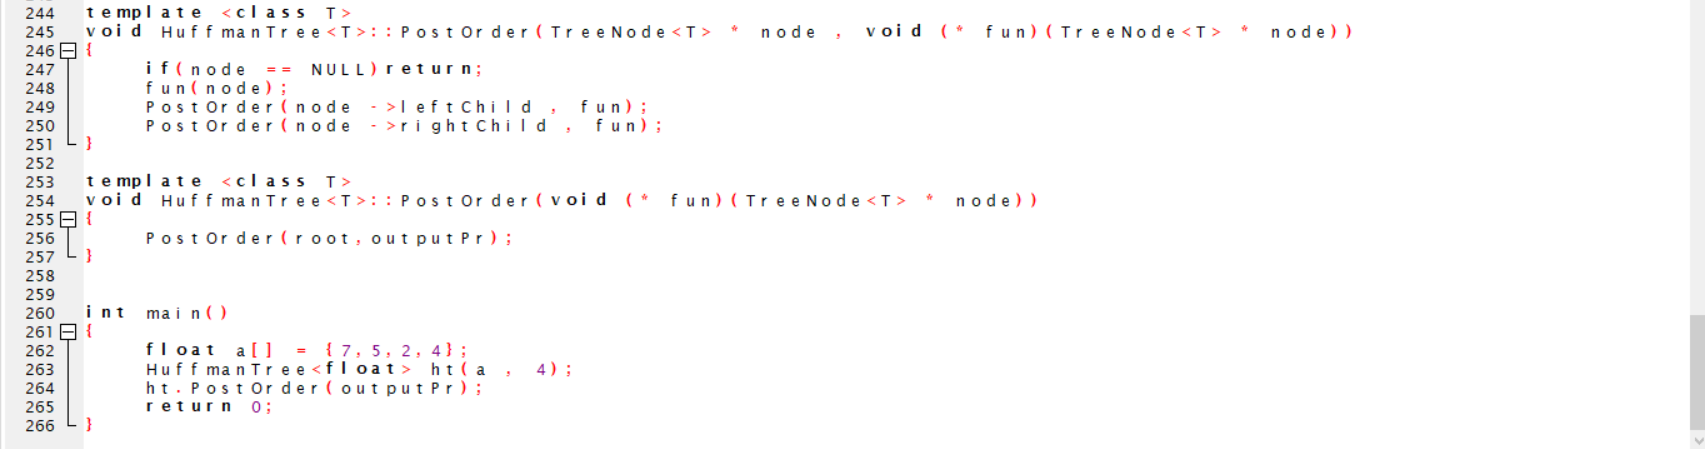 244 template <class T>
245 void HuffmanTree<T>::PostOrder(TreeNode<T> * node , void (* fun)(TreeNode<T> * node))
246 {
247 if(node == NULL)return;
248 fun(node);
249 PostOrder(node ->leftChild , fun);
250 PostOrder(node ->rightChild , fun);
251 }
252
253 template <class T>
254 void HuffmanTree<T>::PostOrder(void (* fun)(TreeNode<T> * node))
255 {
256 PostOrder(root,outputPr);
257 }
258
259
260 int main()
261 {
262 float a[] = {7,5,2,4};
263 HuffmanTree<float> ht(a , 4);
264 ht.PostOrder(outputPr);
265 return 0;
266 }